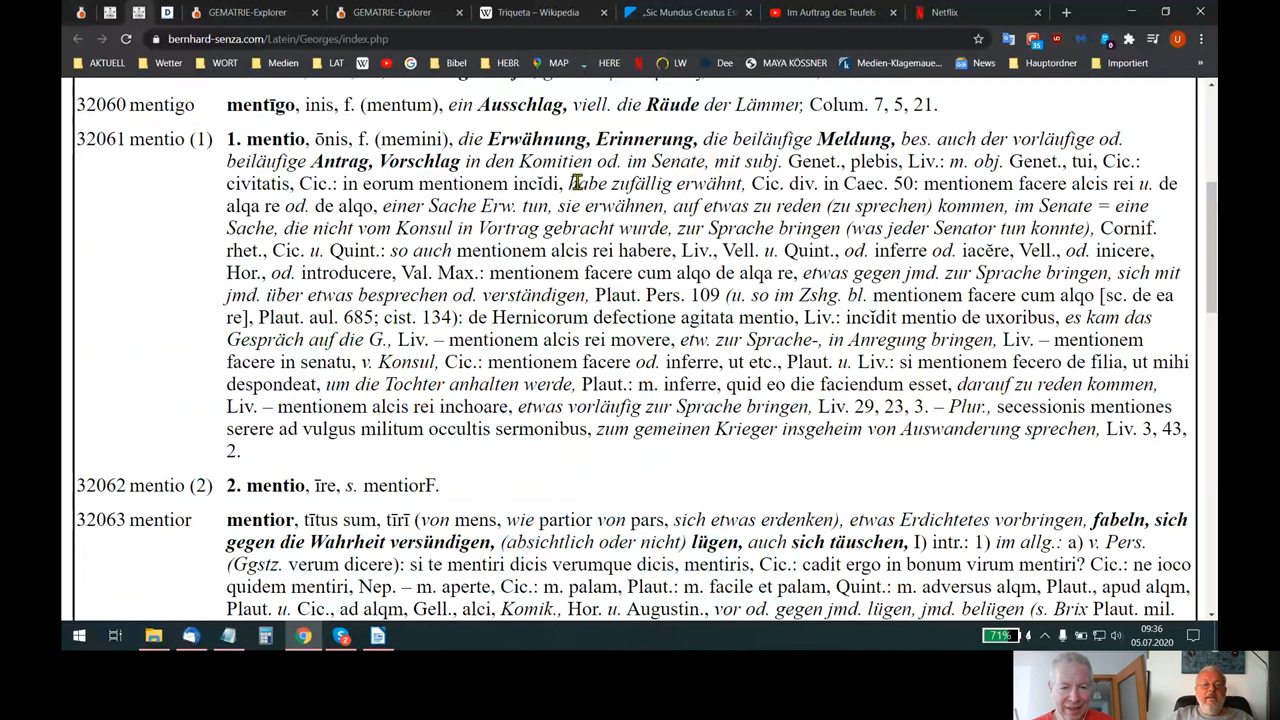 GEMATRIE-Explorer
GEMATRIE-Explorer
Triqueta – Wikipedia
„Sic Mundus Creatus Es
Im Auftrag des Teufels
Netflix
bernhard-senza.com/Latein/Georges/index.php
35
0
U
AKTUELL
Wetter
WORT
Medien
LAT
Bibel
HEBR
MAP
HERE
LW
Dee
MAYA KÖSSNER
Medien-Klagemaue...
News
Hauptordner
Importiert
32060 mentigo mentīgo, inis, f. (mentum), ein Ausschlag, viell. die Räude der Lämmer, Colum. 7, 5, 21.
32061 mentio (1) 1. mentio, ōnis, f. (memini), die Erwähnung, Erinnerung, die beiläufige Meldung, bes. auch der vorläufige od.
beiläufige Antrag, Vorschlag in den Komitien od. im Senate, mit subj. Genet., plebis, Liv.: m. obj. Genet., tui, Cic.:
civitatis, Cic.: in eorum mentionem incĭdi, habe zufällig erwähnt, Cic. div. in Caec. 50: mentionem facere alcis rei u. de
alqa re od. de alqo, einer Sache Erw. tun, sie erwähnen, auf etwas zu reden (zu sprechen) kommen, im Senate = eine
Sache, die nicht vom Konsul in Vortrag gebracht wurde, zur Sprache bringen (was jeder Senator tun konnte), Cornif.
rhet., Cic. u. Quint.: so auch mentionem alcis rei habere, Liv., Vell. u. Quint., od. inferre od. iacĕre, Vell., od. inicere,
Hor., od. introducere, Val. Max.: mentionem facere cum alqo de alqa re, etwas gegen jmd. zur Sprache bringen, sich mit
jmd. über etwas besprechen od. verständigen, Plaut. Pers. 109 (u. so im Zshg. bl. mentionem facere cum alqo [sc. de ea
re], Plaut. aul. 685; cist. 134): de Hernicorum defectione agitata mentio, Liv.: incĭdit mentio de uxoribus, es kam das
Gespräch auf die G., Liv. – mentionem alcis rei movere, etw. zur Sprache-, in Anregung bringen, Liv. – mentionem
facere in senatu, v. Konsul, Cic.: mentionem facere od. inferre, ut etc., Plaut. u. Liv.: si mentionem fecero de filia, ut mihi
despondeat, um die Tochter anhalten werde, Plaut.: m. inferre, quid eo die faciendum esset, darauf zu reden kommen,
Liv. – mentionem alcis rei inchoare, etwas vorläufig zur Sprache bringen, Liv. 29, 23, 3. – Plur., secessionis mentiones
serere ad vulgus militum occultis sermonibus, zum gemeinen Krieger insgeheim von Auswanderung sprechen, Liv. 3, 43,
2.
32062 mentio (2) 2. mentio, īre, s. mentiorF.
32063 mentior mentior, tītus sum, tīrī (von mens, wie partior von pars, sich etwas erdenken), etwas Erdichtetes vorbringen, fabeln, sich
gegen die Wahrheit versündigen, (absichtlich oder nicht) lügen, auch sich täuschen, I) intr.: 1) im allg.: a) v. Pers.
(Ggstz. verum dicere): si te mentiri dicis verumque dicis, mentiris, Cic.: cadit ergo in bonum virum mentiri? Cic.: ne ioco
quidem mentiri, Nep. – m. aperte, Cic.: m. palam, Plaut.: m. facile et palam, Quint.: m. adversus alqm, Plaut., apud alqm,
Plaut. u. Cic., ad alqm, Gell., alci, Komik., Hor. u. Augustin., vor od. gegen jmd. lügen, jmd. belügen (s. Brix Plaut. mil.
71%
09:36
05.07.2020